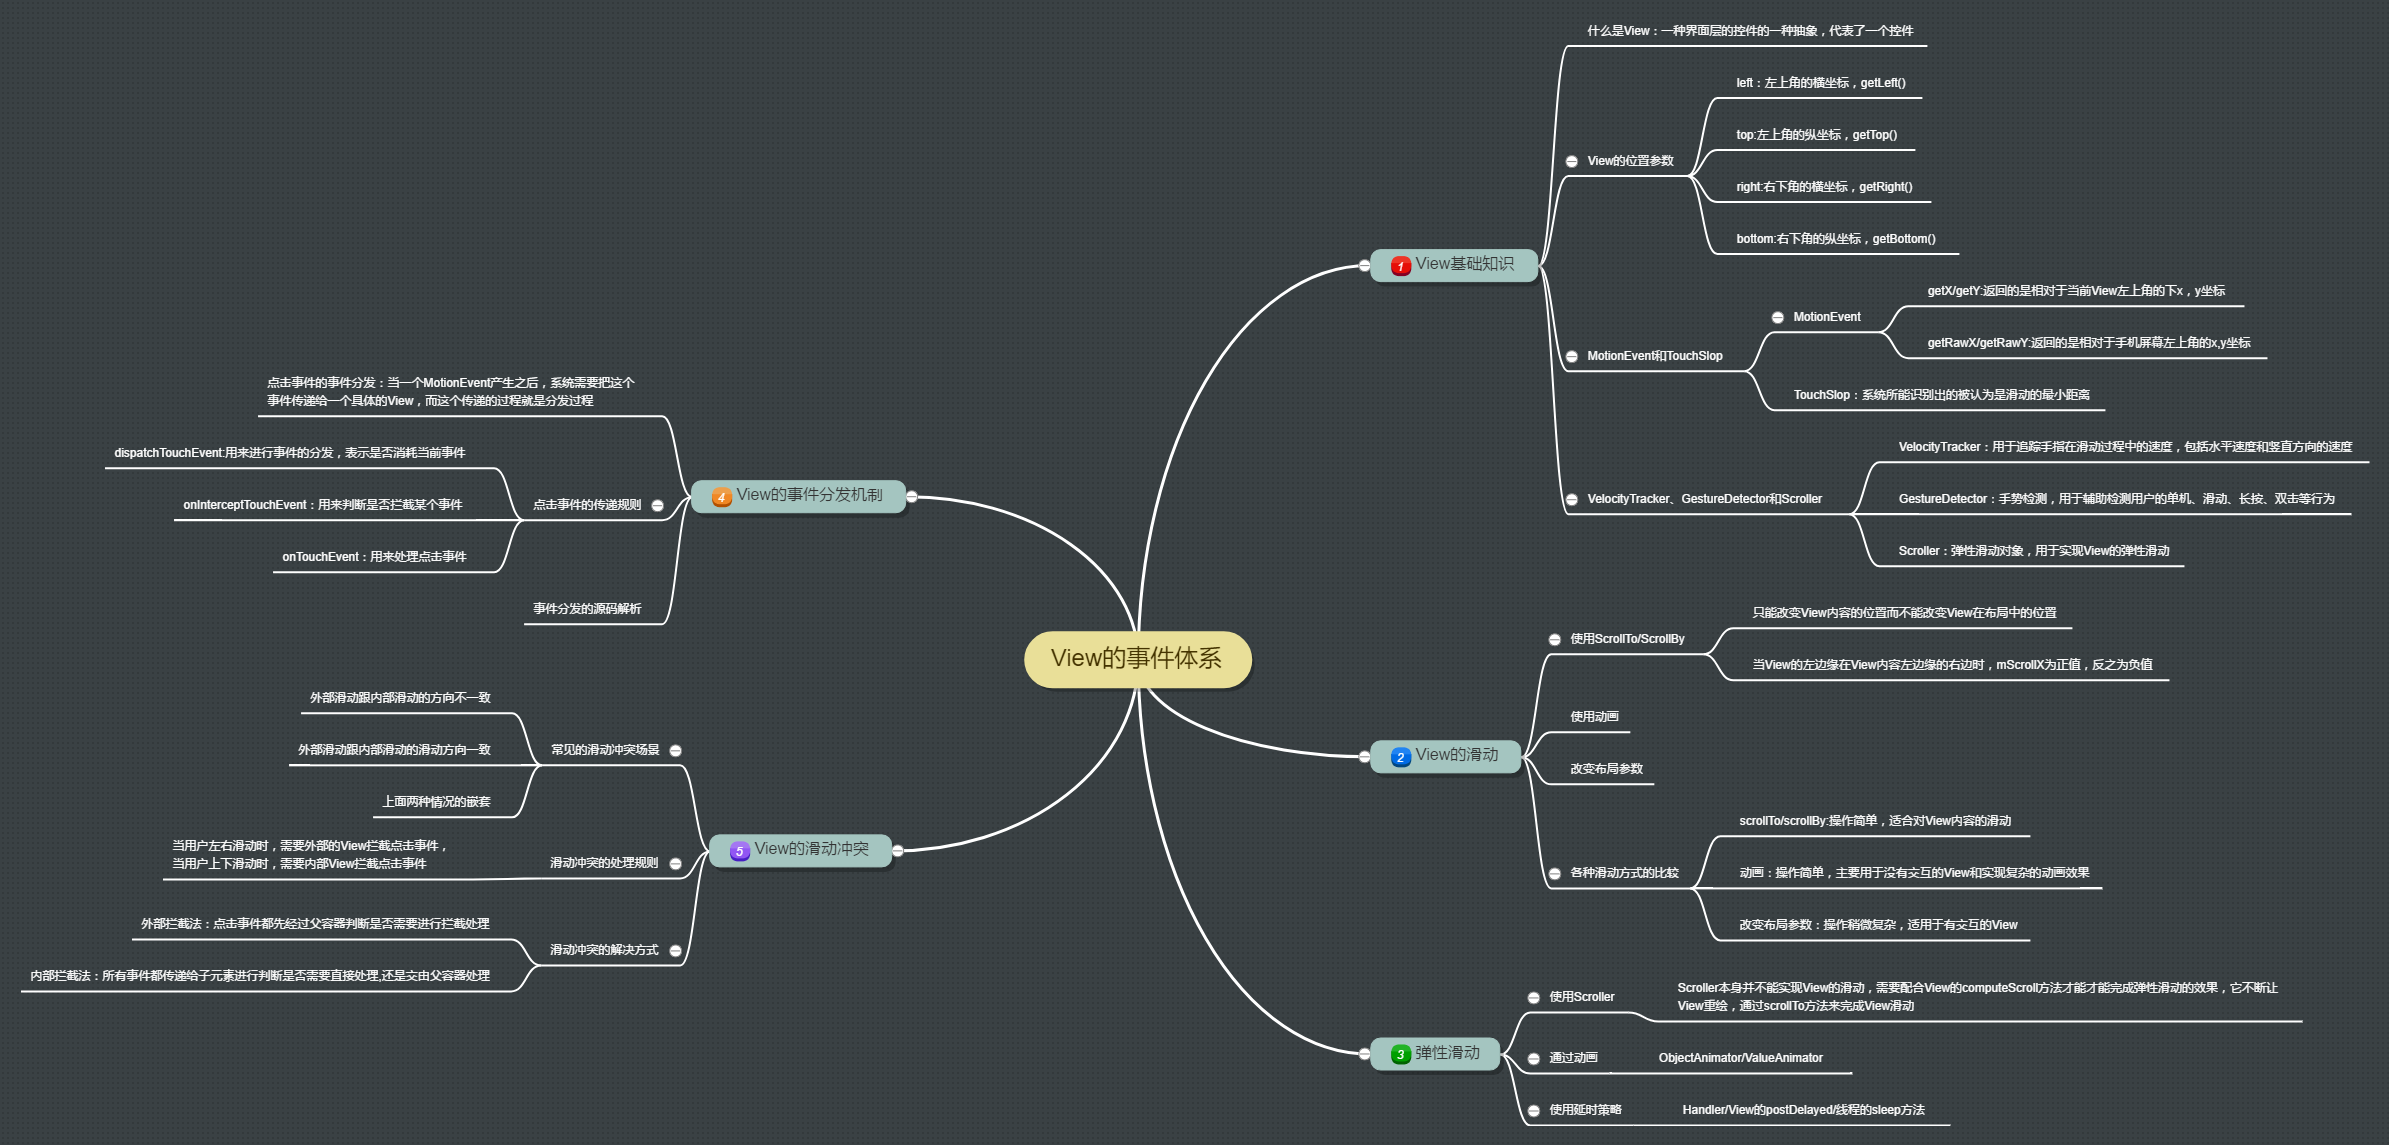 View的事件体系
1
View基础知识
什么是View：一种界面层的控件的一种抽象，代表了一个控件
View的位置参数
left：左上角的横坐标，getLeft()
top:左上角的纵坐标，getTop()
right:右下角的横坐标，getRight()
bottom:右下角的纵坐标，getBottom()
MotionEvent和TouchSlop
MotionEvent
getX/getY:返回的是相对于当前View左上角的下x，y坐标
getRawX/getRawY:返回的是相对于手机屏幕左上角的x,y坐标
TouchSlop：系统所能识别出的被认为是滑动的最小距离
VelocityTracker、GestureDetector和Scroller
VelocityTracker：用于追踪手指在滑动过程中的速度，包括水平速度和竖直方向的速度
GestureDetector：手势检测，用于辅助检测用户的单机、滑动、长按、双击等行为
Scroller：弹性滑动对象，用于实现View的弹性滑动
2
View的滑动
使用ScrollTo/ScrollBy
只能改变View内容的位置而不能改变View在布局中的位置
当View的左边缘在View内容左边缘的右边时，mScrollX为正值，反之为负值
使用动画
改变布局参数
各种滑动方式的比较
scrollTo/scrollBy:操作简单，适合对View内容的滑动
动画：操作简单，主要用于没有交互的View和实现复杂的动画效果
改变布局参数：操作稍微复杂，适用于有交互的View
3
弹性滑动
使用Scroller
Scroller本身并不能实现View的滑动，需要配合View的computeScroll方法才能才能完成弹性滑动的效果，它不断让
View重绘，通过scrollTo方法来完成View滑动
通过动画
ObjectAnimator/ValueAnimator
使用延时策略
Handler/View的postDelayed/线程的sleep方法
4
View的事件分发机制
点击事件的事件分发：当一个MotionEvent产生之后，系统需要把这个
事件传递给一个具体的View，而这个传递的过程就是分发过程
点击事件的传递规则
dispatchTouchEvent:用来进行事件的分发，表示是否消耗当前事件
onInterceptTouchEvent：用来判断是否拦截某个事件
onTouchEvent：用来处理点击事件
事件分发的源码解析
5
View的滑动冲突
常见的滑动冲突场景
外部滑动跟内部滑动的方向不一致
外部滑动跟内部滑动的滑动方向一致
上面两种情况的嵌套
滑动冲突的处理规则
当用户左右滑动时，需要外部的View拦截点击事件，
当用户上下滑动时，需要内部View拦截点击事件
滑动冲突的解决方式
外部拦截法：点击事件都先经过父容器判断是否需要进行拦截处理
内部拦截法：所有事件都传递给子元素进行判断是否需要直接处理,还是交由父容器处理